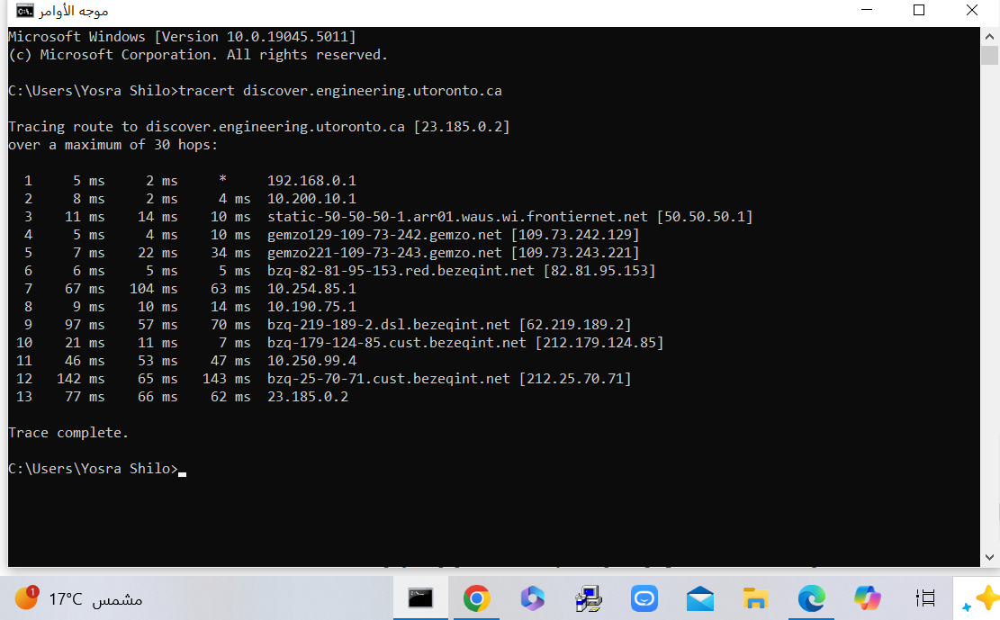 موجه الأوامر
Microsoft Windows [Version 10.0.19045.5011]
(c) Microsoft Corporation. All rights reserved.
C:\Users\Yosra Shilo>tracert discover.engineering.utoronto.ca
Tracing route to discover.engineering.utoronto.ca [23.185.0.2]
over a maximum of 30 hops:
1 5 ms 2 ms * 192.168.0.1
2 8 ms 2 ms 4 ms 10.200.10.1
3 11 ms 14 ms 10 ms static-50-50-50-1.arr01.waus.wi.frontiernet.net [50.50.50.1]
4 5 ms 4 ms 10 ms gemzo129-109-73-242.gemzo.net [109.73.242.129]
5 7 ms 22 ms 34 ms gemzo221-109-73-243.gemzo.net [109.73.243.221]
6 6 ms 5 ms 5 ms bzq-82-81-95-153.red.bezeqint.net [82.81.95.153]
7 67 ms 104 ms 63 ms 10.254.85.1
8 9 ms 10 ms 14 ms 10.190.75.1
9 97 ms 57 ms 70 ms bzq-219-189-2.dsl.bezeqint.net [62.219.189.2]
10 21 ms 11 ms 7 ms bzq-179-124-85.cust.bezeqint.net [212.179.124.85]
11 46 ms 53 ms 47 ms 10.250.99.4
12 142 ms 65 ms 143 ms bzq-25-70-71.cust.bezeqint.net [212.25.70.71]
13 77 ms 66 ms 62 ms 23.185.0.2
Trace complete.
C:\Users\Yosra Shilo>
1
17°C مشمس